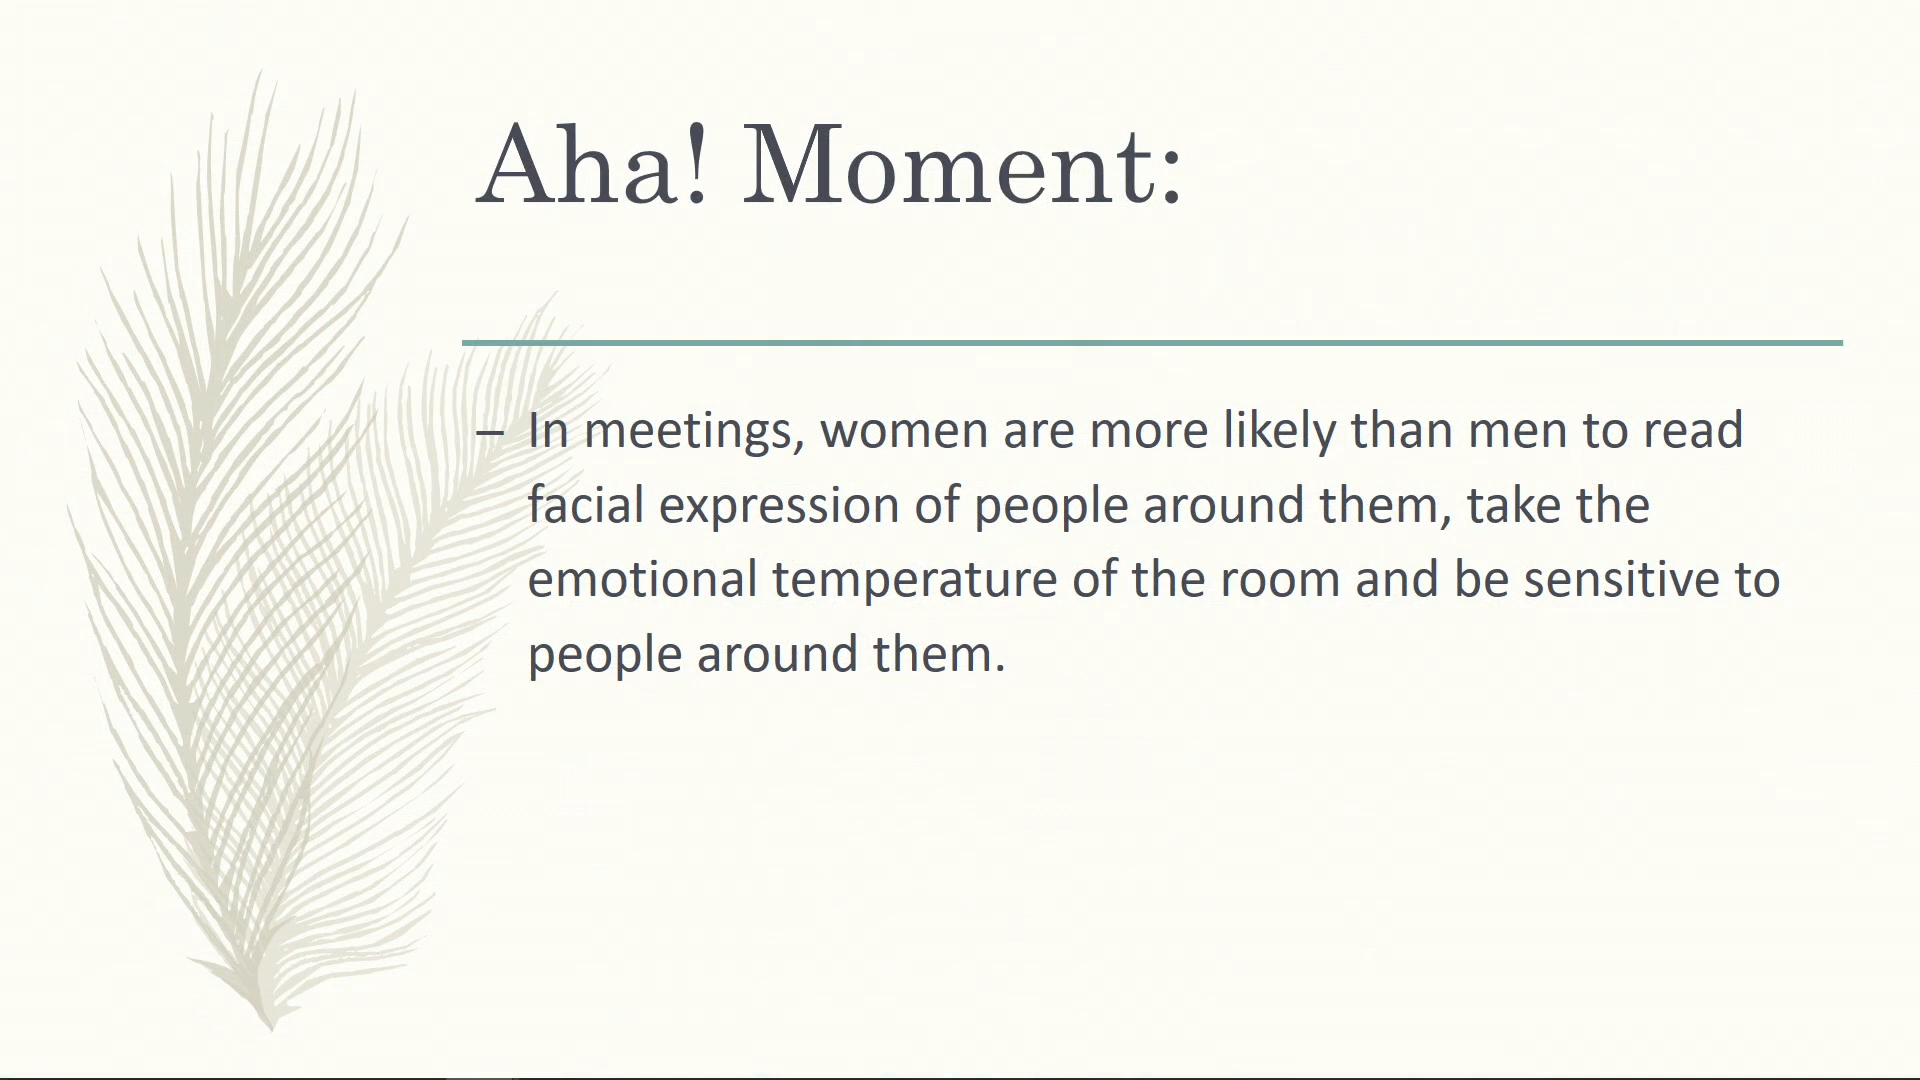 Aha! Moment:
– In meetings, women are more likely than men to read
facial expression of people around them, take the
emotional temperature of the room and be sensitive to
people around them.